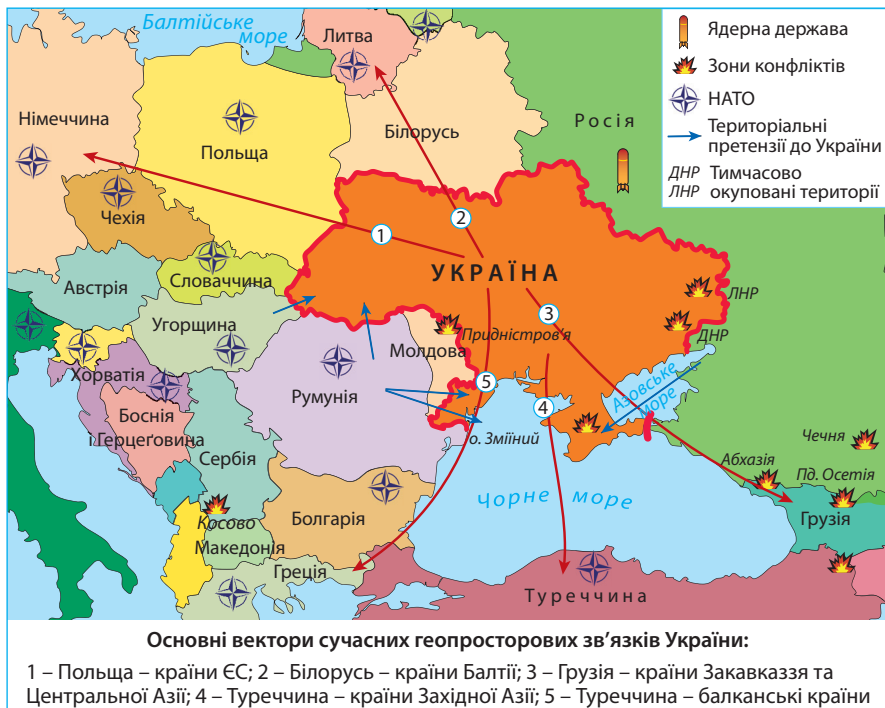 Балтійське
море
Литва
Ядерна держава
Зони конфліктів
НАТО
Територіальні
претензії до України
ДНР Тимчасово
ЛНР окуповані території
Німеччина
Польща
Білорусь
Росія
Чехія
1
2
Словаччина
Австрія
УКРАЇНА
ЛНР
Угорщина
3
Придністров'я
ДНР
Молдова
Хорватія
Румунія
5
4
Азовське
море
Боснія
і Герцеґовина
о. Зміїний
Чечня
Сербія
Абхазія
Пд. Осетія
Чорне море
Косово
Болгарія
Грузія
Македонія
Греція
Туреччина
Основні вектори сучасних геопросторових зв'язків України:
1 – Польща – країни ЄС; 2 – Білорусь – країни Балтії; 3 – Грузія – країни Закавказзя та
Центральної Азії; 4 – Туреччина – країни Західної Азії; 5 – Туреччина – балканські країни